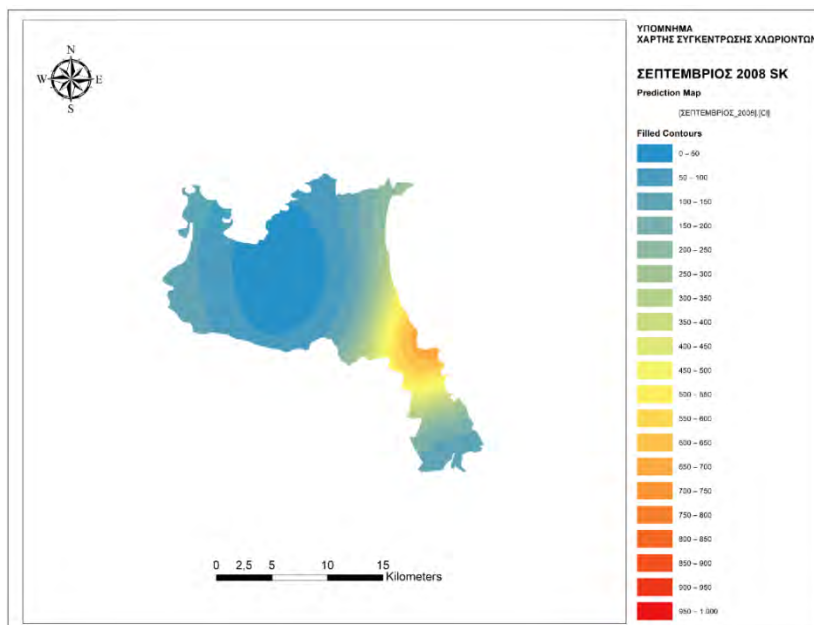 N
W E
S
0 2,5 5 10 15
Kilometers
ΥΠΟΜΝΗΜΑ
ΧΑΡΤΗΣ ΣΥΓΚΕΝΤΡΩΣΗΣ ΧΛΩΡΙΟΝΤΩΝ
ΣΕΠΤΕΜΒΡΙΟΣ 2008 SK
Prediction Map
[ΣΕΠΤΕΜΒΡΙΟΣ_2008].[Cl]
Filled Contours
0 – 50
50 – 100
100 – 150
150 – 200
200 – 250
250 – 300
300 – 350
350 – 400
400 – 450
450 – 500
500 – 550
550 – 600
600 – 650
650 – 700
700 – 750
750 – 800
800 – 850
850 – 900
900 – 950
950 – 1.000